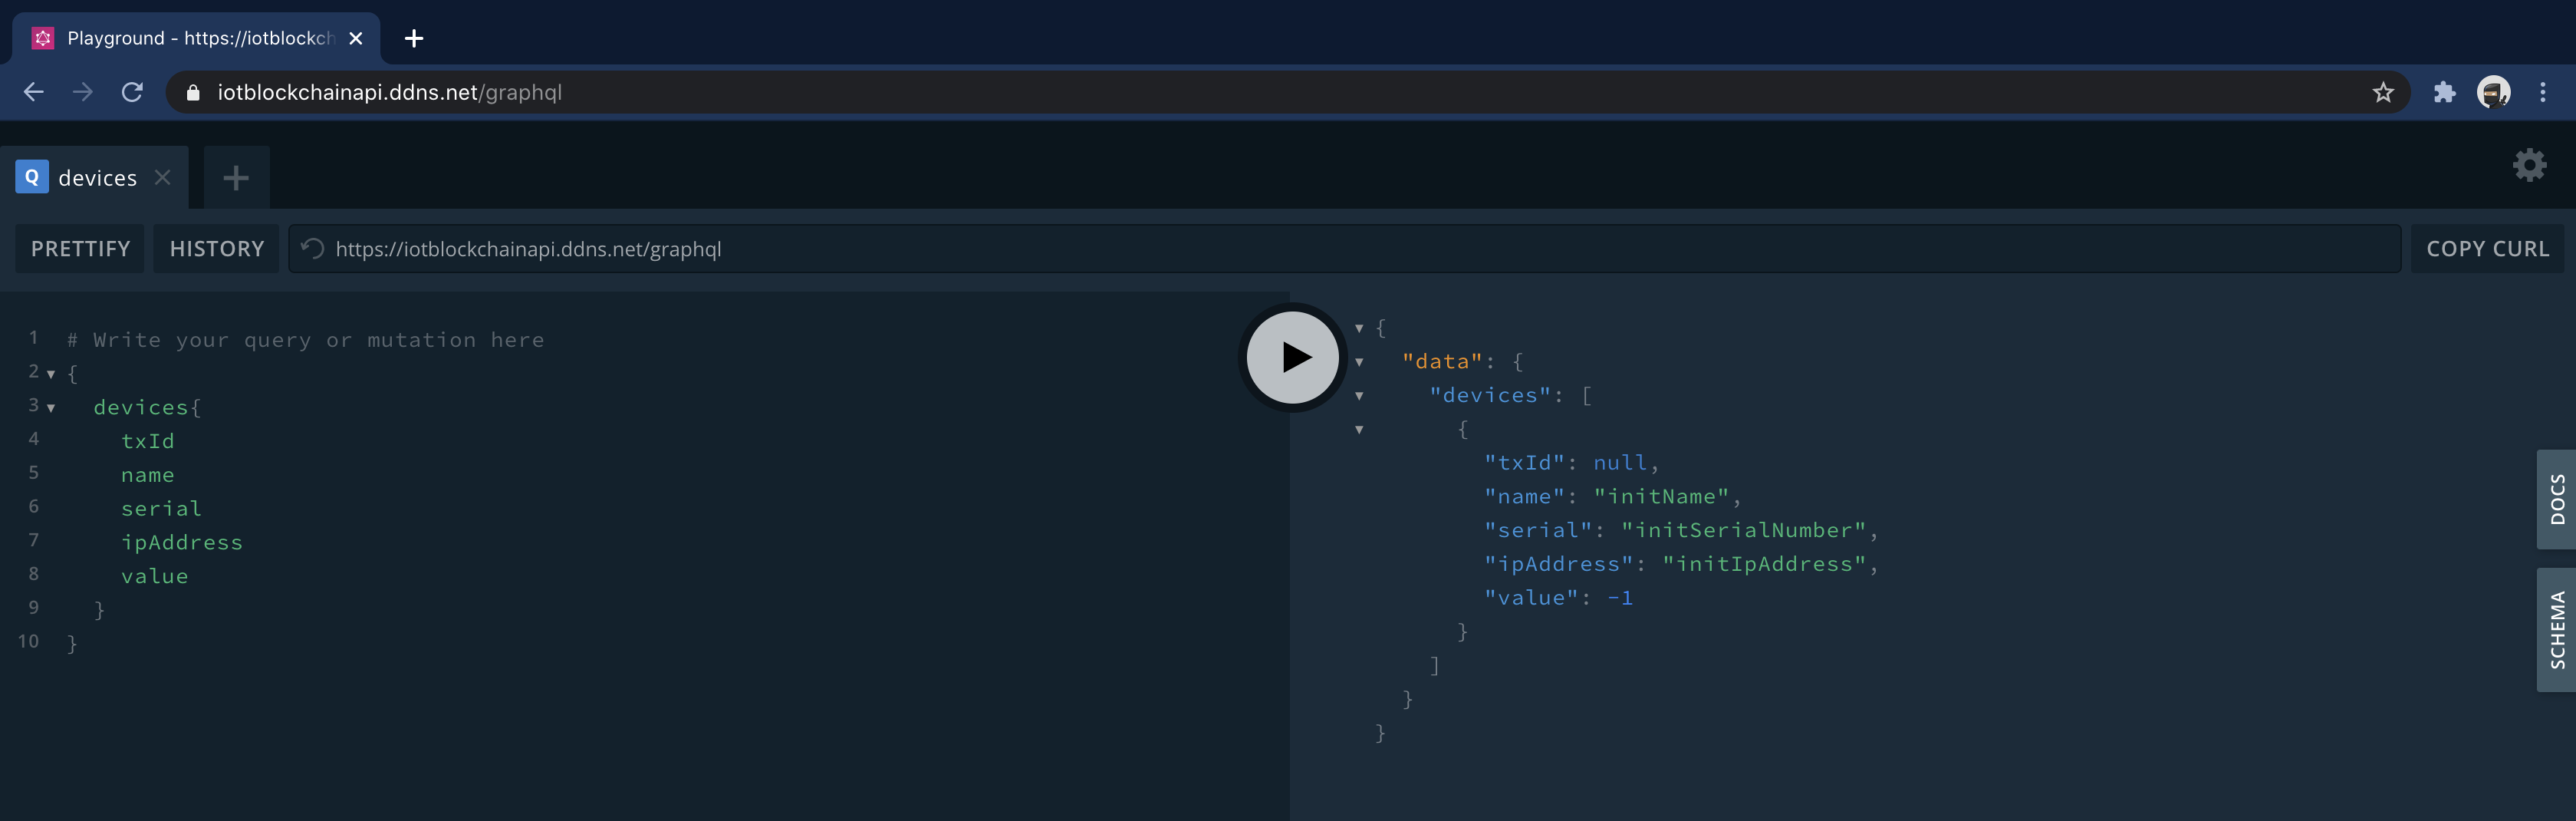 Playground - https://iotblockch
iotblockchainapi.ddns.net/graphql
Q devices
PRETTIFY HISTORY https://iotblockchainapi.ddns.net/graphql COPY CURL
1 # Write your query or mutation here
2 {
3 devices{
4 txId
5 name
6 serial
7 ipAddress
8 value
9 }
10 }
{
"data": {
"devices": [
{
"txId": null,
"name": "initName",
"serial": "initSerialNumber",
"ipAddress": "initIpAddress",
"value": -1
}
]
}
}
DOCS
SCHEMA